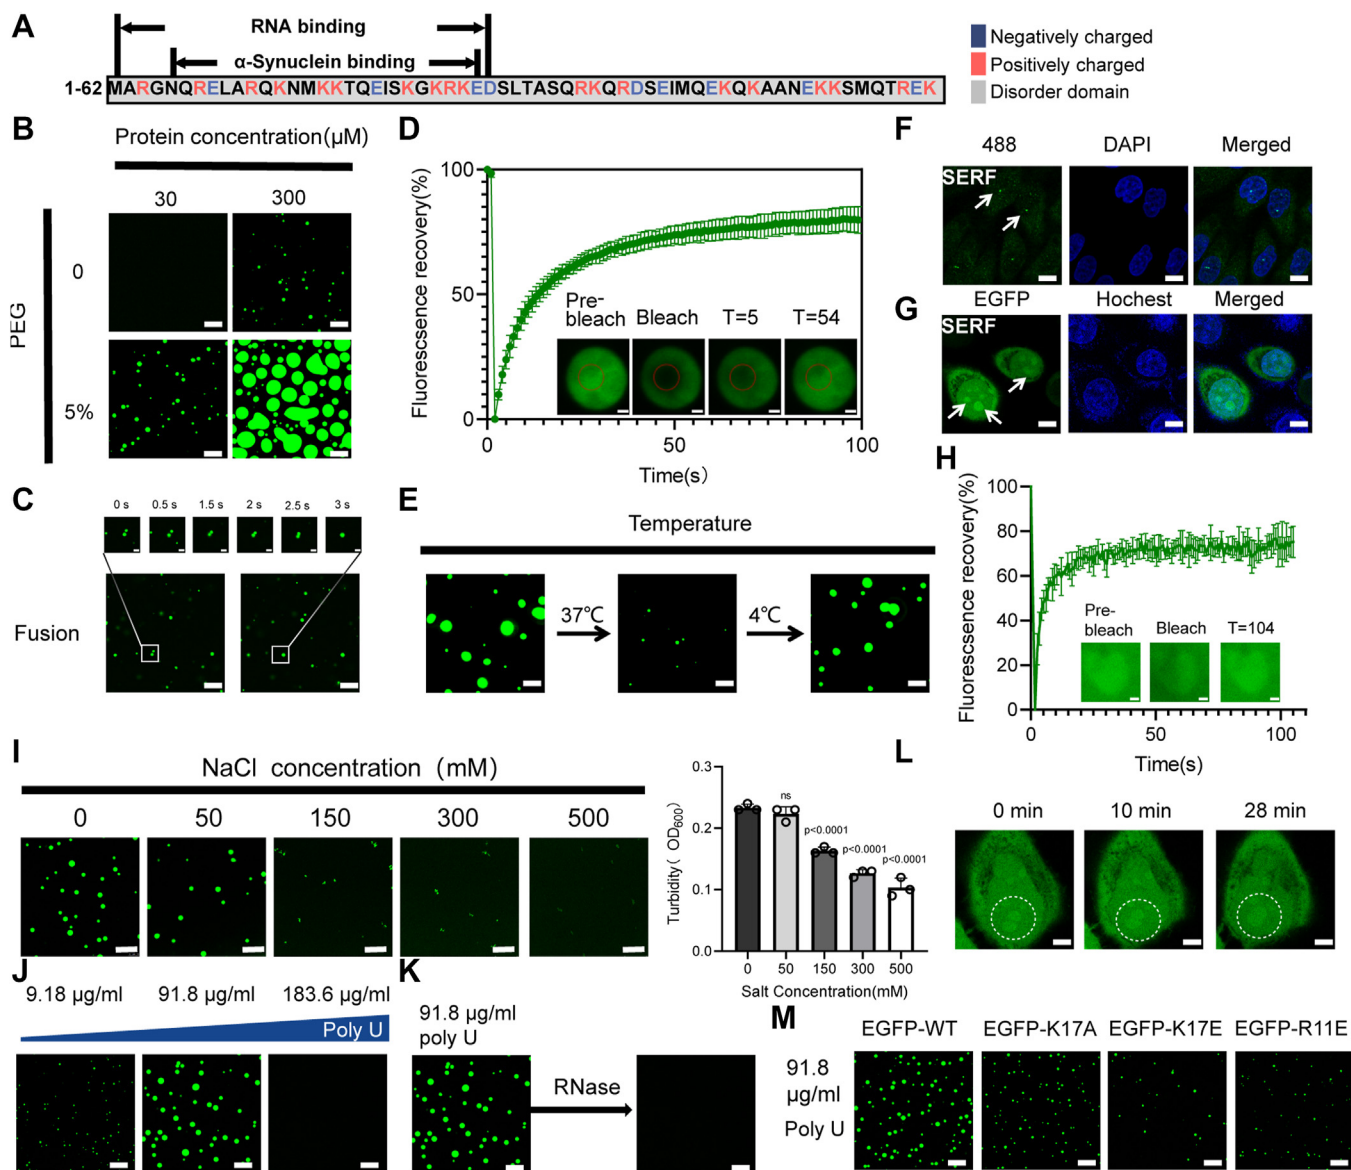 A
RNA binding
α-Synuclein binding
1-62 MARGNQRELARQKNMKKTQEISKGKRKEDSLTASQRKQRDSEIMQEKQKAANEKKSMQTREK
Negatively charged
Positively charged
Disorder domain
B
Protein concentration(μM)
30 300
PEG
0
5%
C
0 s 0.5 s 1.5 s 2 s 2.5 s 3 s
Fusion
D
Fluorescsence recovery(%)
100
50
0
Pre-
bleach Bleach T=5 T=54
0 50 100
Time(s)
E
Temperature
37℃ 4℃
F
488 DAPI Merged
SERF
G
EGFP Hochest Merged
SERF
H
Fluorescence recovery(%)
100
80
60
40
20
0
Pre-
bleach Bleach T=104
0 50 100
Time(s)
I
NaCl concentration (mM)
0 50 150 300 500
Turbidity( OD600)
0.3
0.2
0.1
0.0
ns
p<0.0001
p<0.0001
p<0.0001
0 50 150 300 500
Salt Concentration(mM)
J
9.18 μg/ml 91.8 μg/ml 183.6 μg/ml
Poly U
K
91.8 μg/ml
poly U
RNase
L
0 min 10 min 28 min
M
EGFP-WT EGFP-K17A EGFP-K17E EGFP-R11E
91.8
μg/ml
Poly U